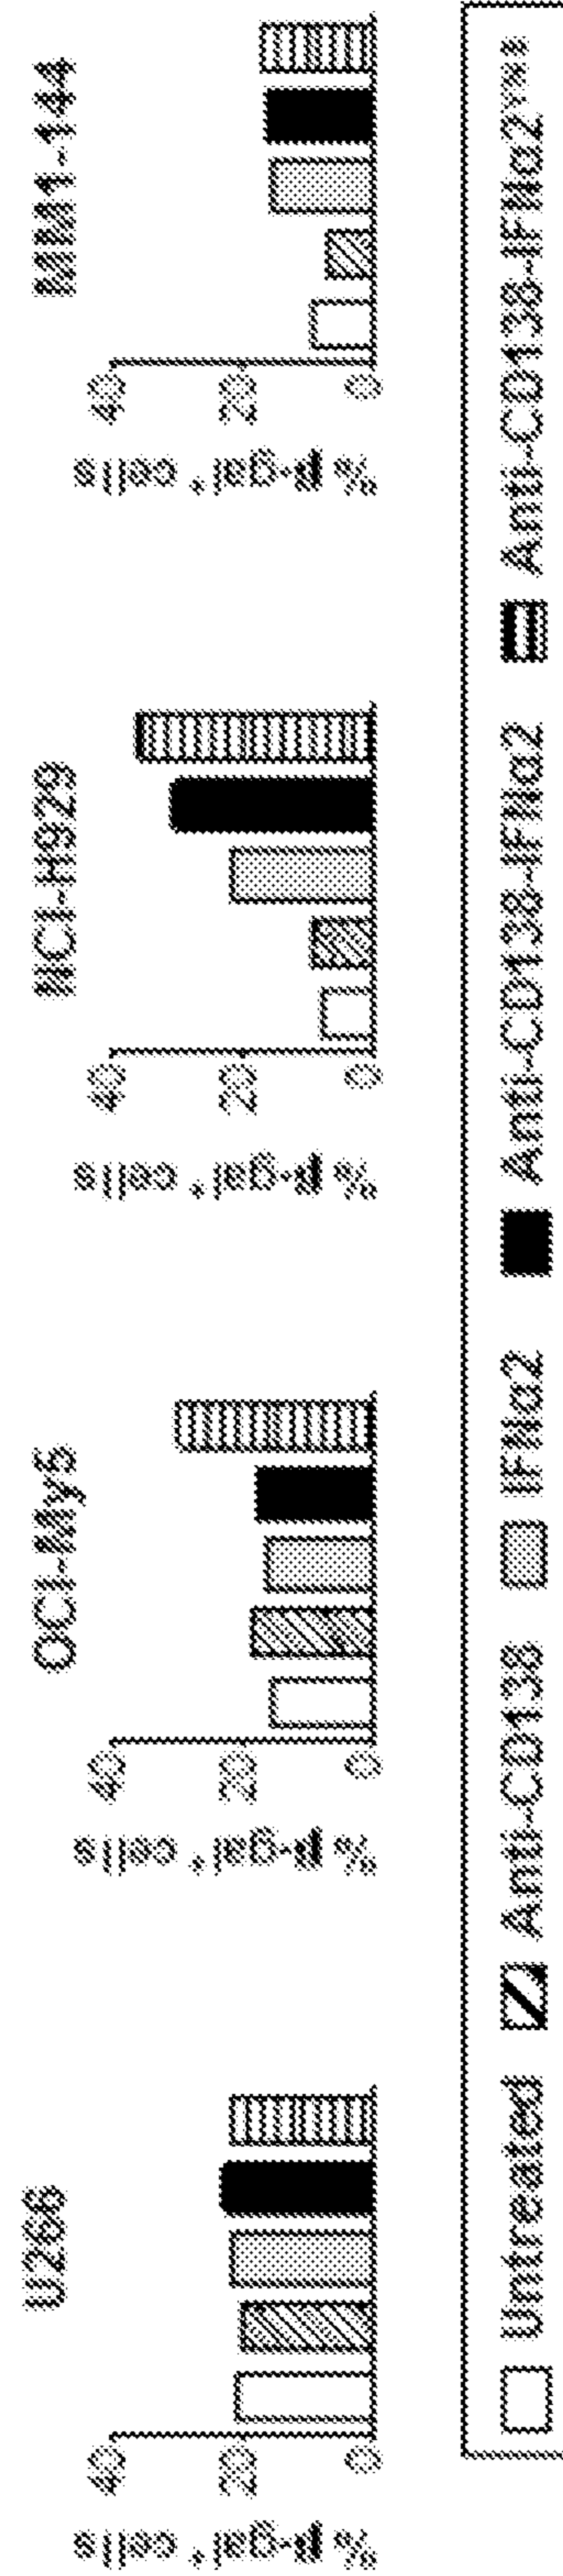 U266
% β-gal⁺ cells
40
20
0
OCI-My5
% β-gal⁺ cells
40
20
0
NCI-H929
% β-gal⁺ cells
40
20
0
MM1-144
% β-gal⁺ cells
40
20
0
Untreated Anti-CD138 IFNα2 Anti-CD138-IFNα2 Anti-CD138-IFNα2ʸᴺˢ